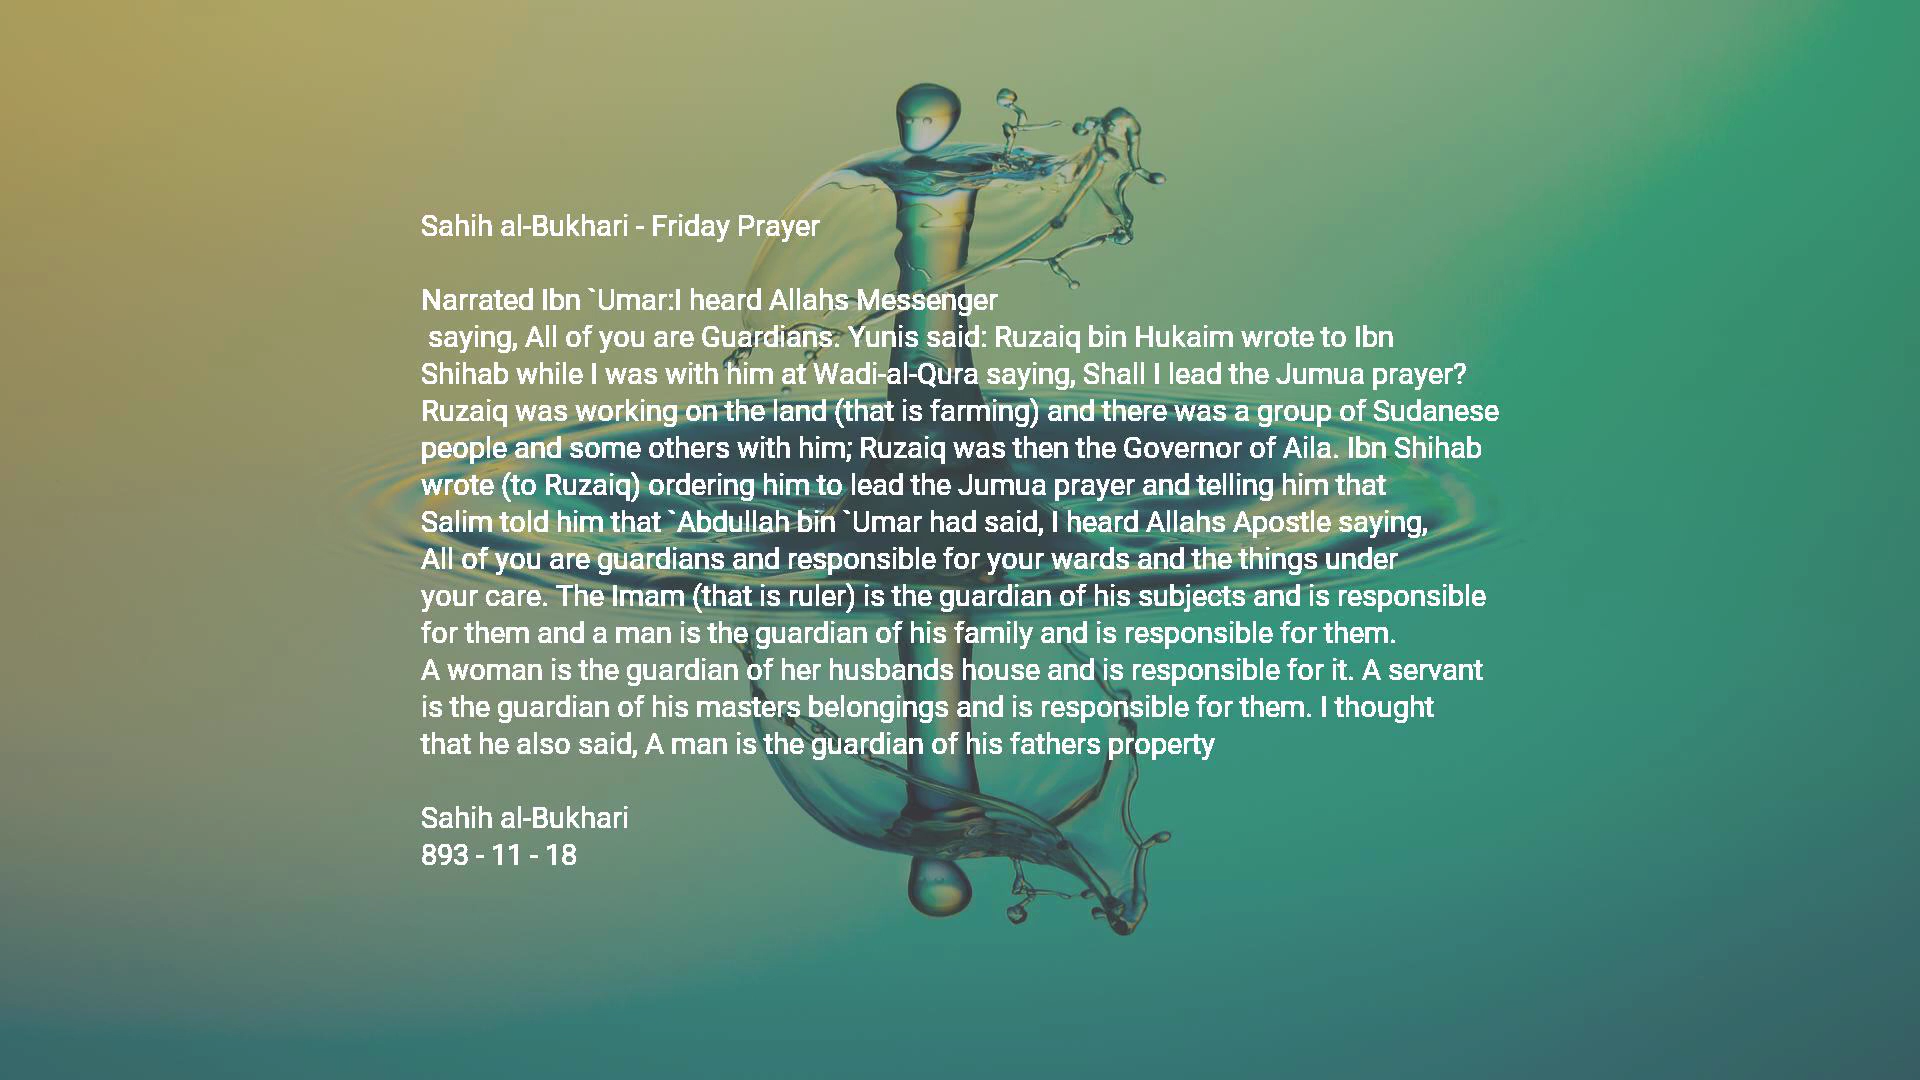 Sahih al-Bukhari - Friday Prayer
Narrated Ibn `Umar:I heard Allahs Messenger
saying, All of you are Guardians. Yunis said: Ruzaiq bin Hukaim wrote to Ibn
Shihab while I was with him at Wadi-al-Qura saying, Shall I lead the Jumua prayer?
Ruzaiq was working on the land (that is farming) and there was a group of Sudanese
people and some others with him; Ruzaiq was then the Governor of Aila. Ibn Shihab
wrote (to Ruzaiq) ordering him to lead the Jumua prayer and telling him that
Salim told him that `Abdullah bin `Umar had said, I heard Allahs Apostle saying,
All of you are guardians and responsible for your wards and the things under
your care. The Imam (that is ruler) is the guardian of his subjects and is responsible
for them and a man is the guardian of his family and is responsible for them.
A woman is the guardian of her husbands house and is responsible for it. A servant
is the guardian of his masters belongings and is responsible for them. I thought
that he also said, A man is the guardian of his fathers property
Sahih al-Bukhari
893 - 11 - 18